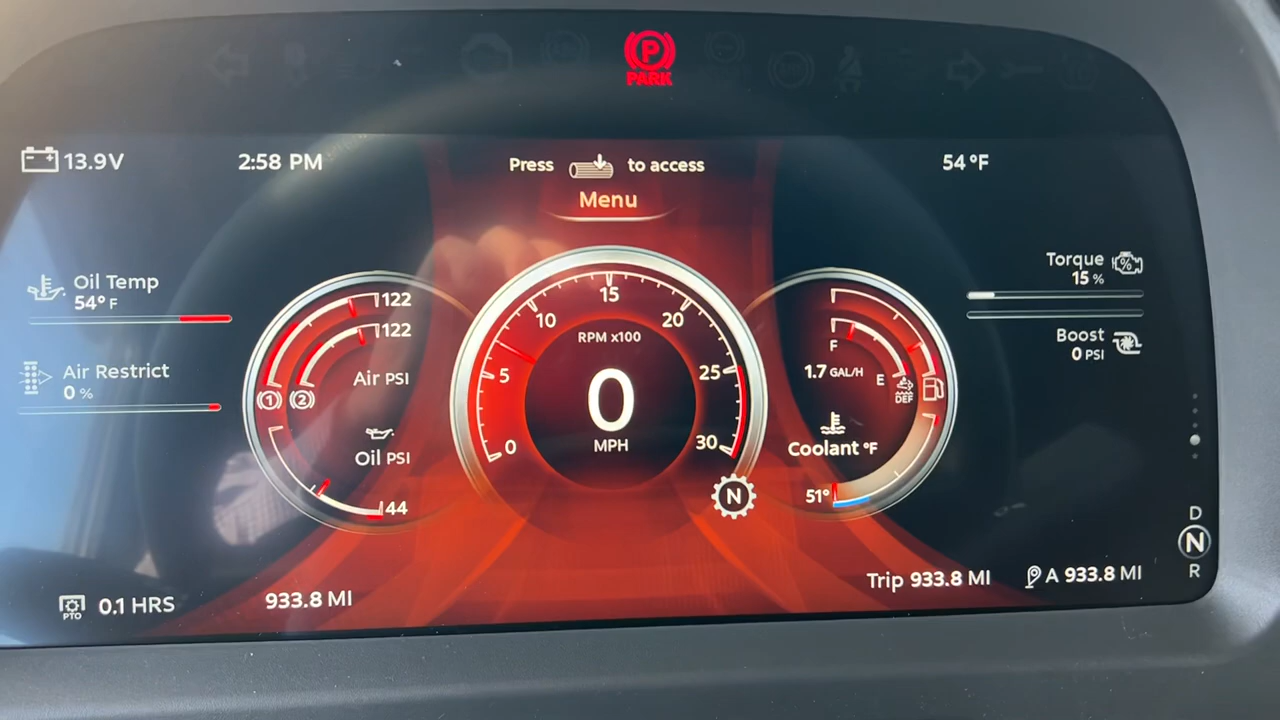 PARK
13.9V
2:58 PM
Press to access
54 °F
Menu
Oil Temp
54° F
Air Restrict
0 %
122
122
Air PSI
1 2
Oil PSI
44
0 5 10 15 20 25 30
RPM x100
0
MPH
N
F
1.7 GAL/H
E
DEF
Coolant °F
51°
Torque
15 %
%
Boost
0 PSI
D
N
R
PTO
0.1 HRS
933.8 MI
Trip 933.8 MI
A 933.8 MI